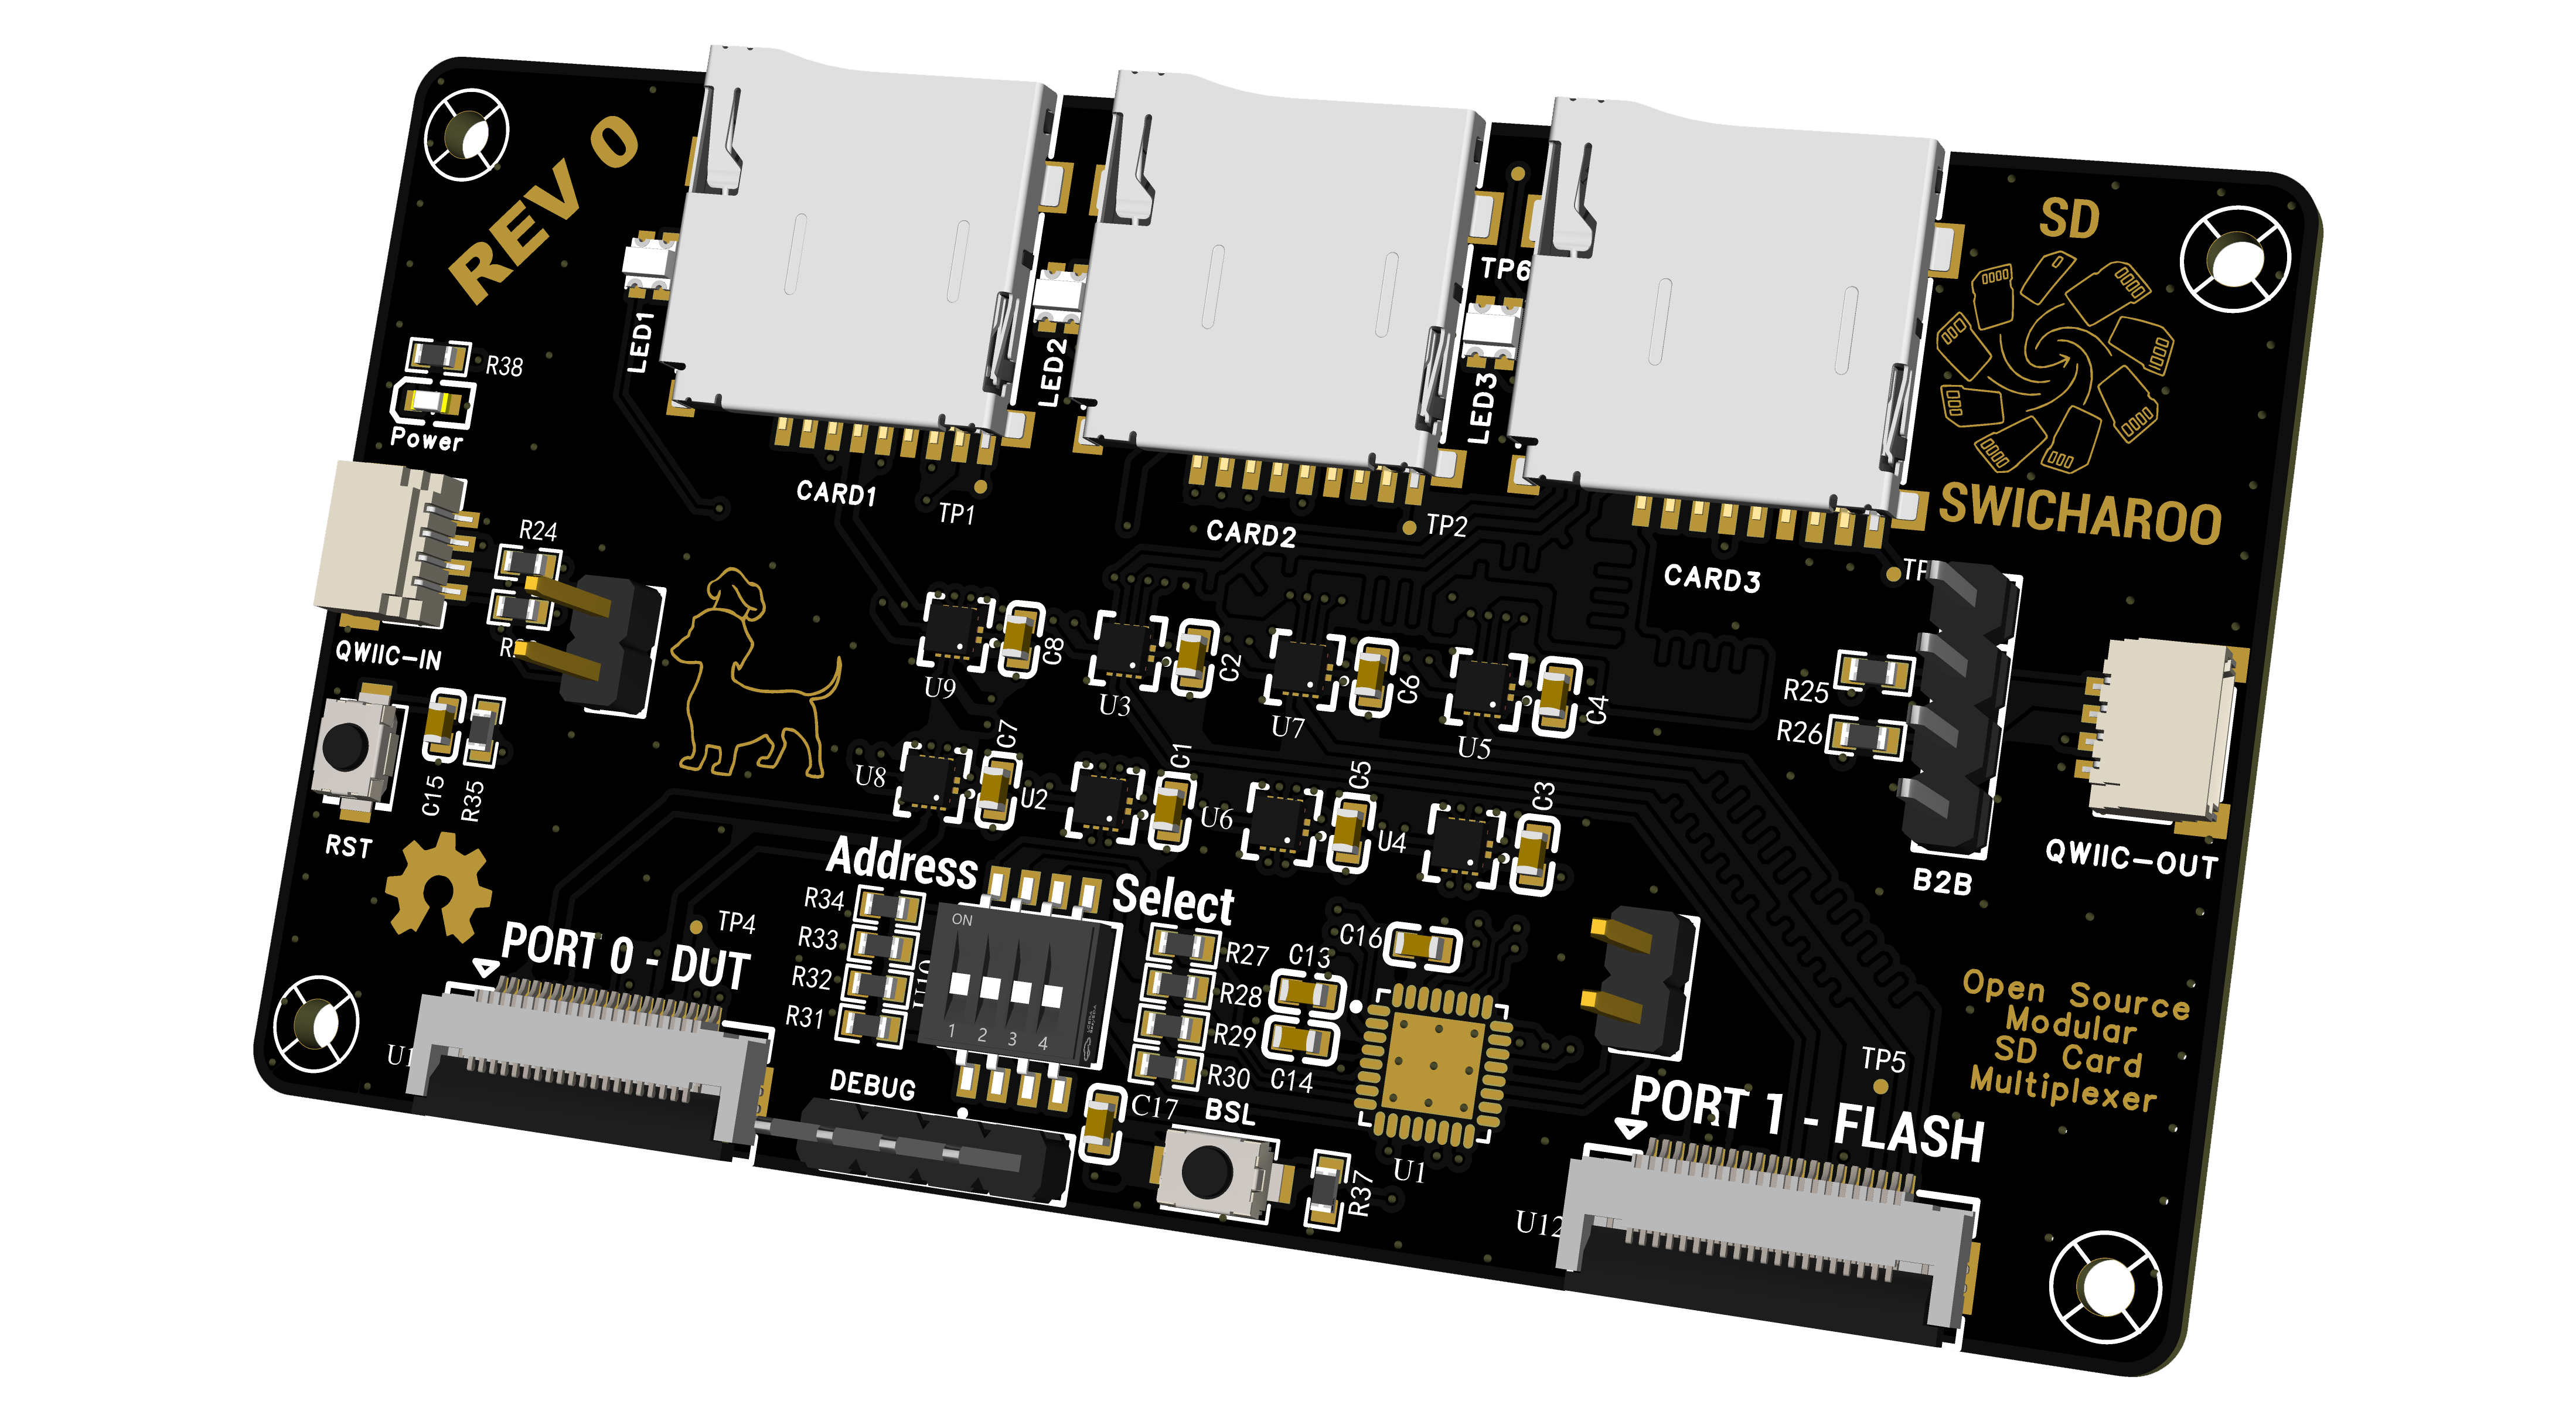 REV 0
SD
SWICHAROO
R38
Power
LED1
LED2
TP6
LED3
CARD1
TP1
CARD2
TP2
CARD3
R24
QWIIC-IN
C15
R35
RST
U9
C8
U3
C2
U7
C6
U5
C4
R25
R26
B2B
QWIIC-OUT
U8
C7
U2
C1
U6
C5
U4
C3
Address
Select
R34
R33
R32
R31
ON
1 2 3 4
R27
R28
R29
R30
C16
C13
C14
TP4
PORT 0 - DUT
DEBUG
C17
BSL
R37
U1
Open Source
Modular
SD Card
Multiplexer
TP5
PORT 1 - FLASH
U12